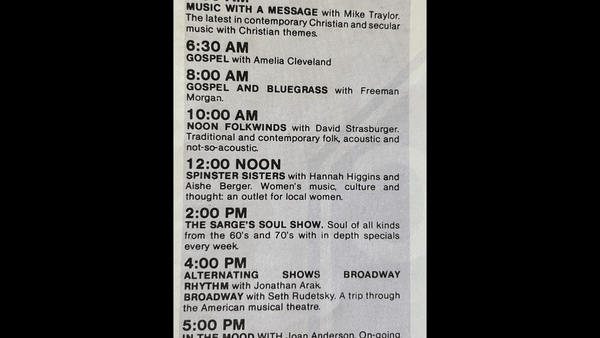 MUSIC WITH A MESSAGE with Mike Traylor.
The latest in contemporary Christian and secular
music with Christian themes.
6:30 AM
GOSPEL with Amelia Cleveland
8:00 AM
GOSPEL AND BLUEGRASS with Freeman
Morgan.
10:00 AM
NOON FOLKWINDS with David Strasburger.
Traditional and contemporary folk, acoustic and
not-so-acoustic.
12:00 NOON
SPINSTER SISTERS with Hannah Higgins and
Aishe Berger. Women's music, culture and
thought: an outlet for local women.
2:00 PM
THE SARGE'S SOUL SHOW. Soul of all kinds
from the 60's and 70's with in depth specials
every week.
4:00 PM
ALTERNATING SHOWS BROADWAY
RHYTHM with Jonathan Arak.
BROADWAY with Seth Rudetsky. A trip through
the American musical theatre.
5:00 PM
IN THE MOOD WITH Joan Anderson. On-going